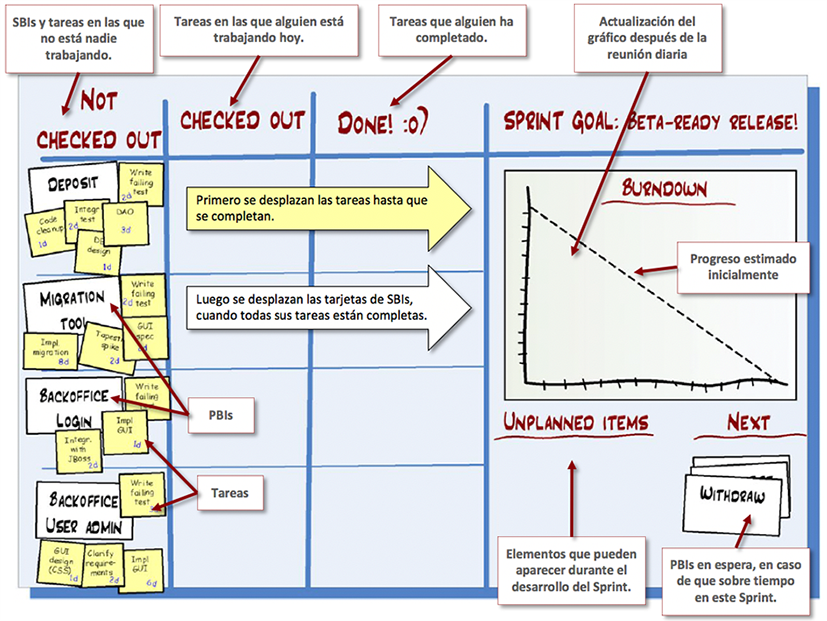 SBIs y tareas en las que
no está nadie
trabajando.
Tareas en las que alguien está
trabajando hoy.
Tareas que alguien ha
completado.
Actualización del
gráfico después de la
reunión diaria
NOT
CHECKED OUT
CHECKED OUT
DONE! :o)
SPRINT GOAL: BETA-READY RELEASE!
DEPOSIT
Write
failing
test
2d
Code
cleanup
1d
Integr.
test
2d
DAO
3d
design
1d
Primero se desplazan las tareas hasta que
se completan.
BURNDOWN
Progreso estimado
inicialmente
MIGRATION
TOOL
Write
failing
test
2d
Impl.
migration
8d
Tapestry
spike
2d
GUI
spec
Luego se desplazan las tarjetas de SBIs,
cuando todas sus tareas están completas.
BACKOFFICE
LOGIN
Write
failing
Impl
GUI
1d
Integr.
with
JBoss
2d
PBIs
Tareas
UNPLANNED ITEMS
NEXT
WITHDRAW
BACKOFFICE
USER ADMIN
Write
failing
test
GUI
design
(CSS)
1d
Clarify
require-
ments
2d
Impl
GUI
6d
Elementos que pueden
aparecer durante el
desarrollo del Sprint.
PBIs en espera, en caso
de que sobre tiempo
en este Sprint.